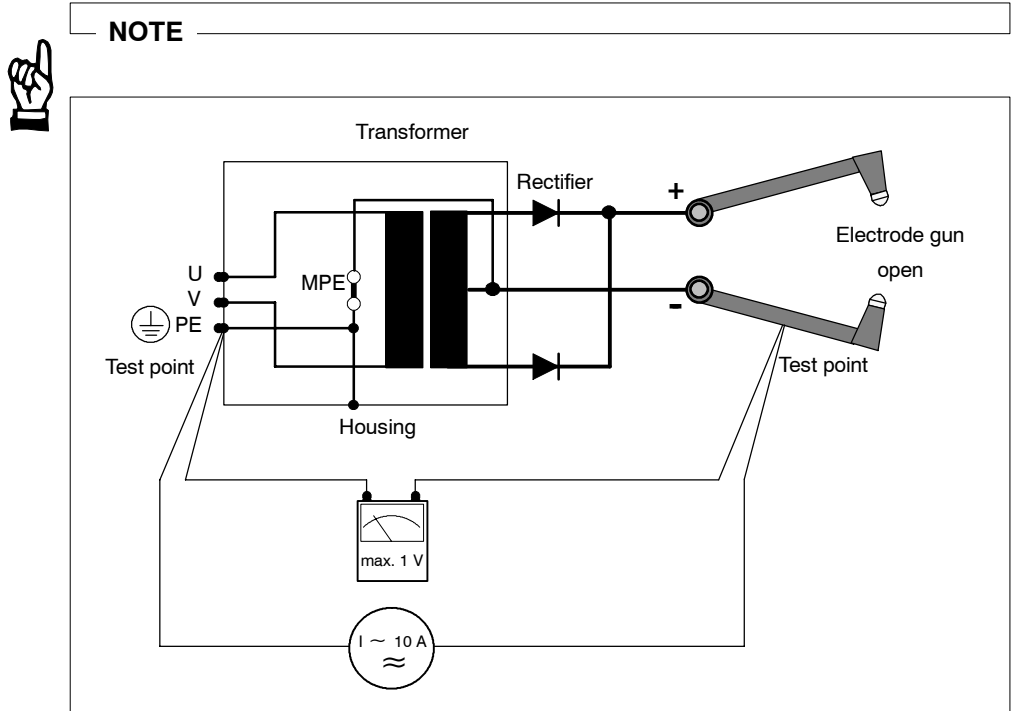 NOTE
Transformer
Rectifier
+
Electrode gun
open
U
MPE
V
PE
-
Test point
Test point
Housing
max. 1 V
I ~ 10 A
≈